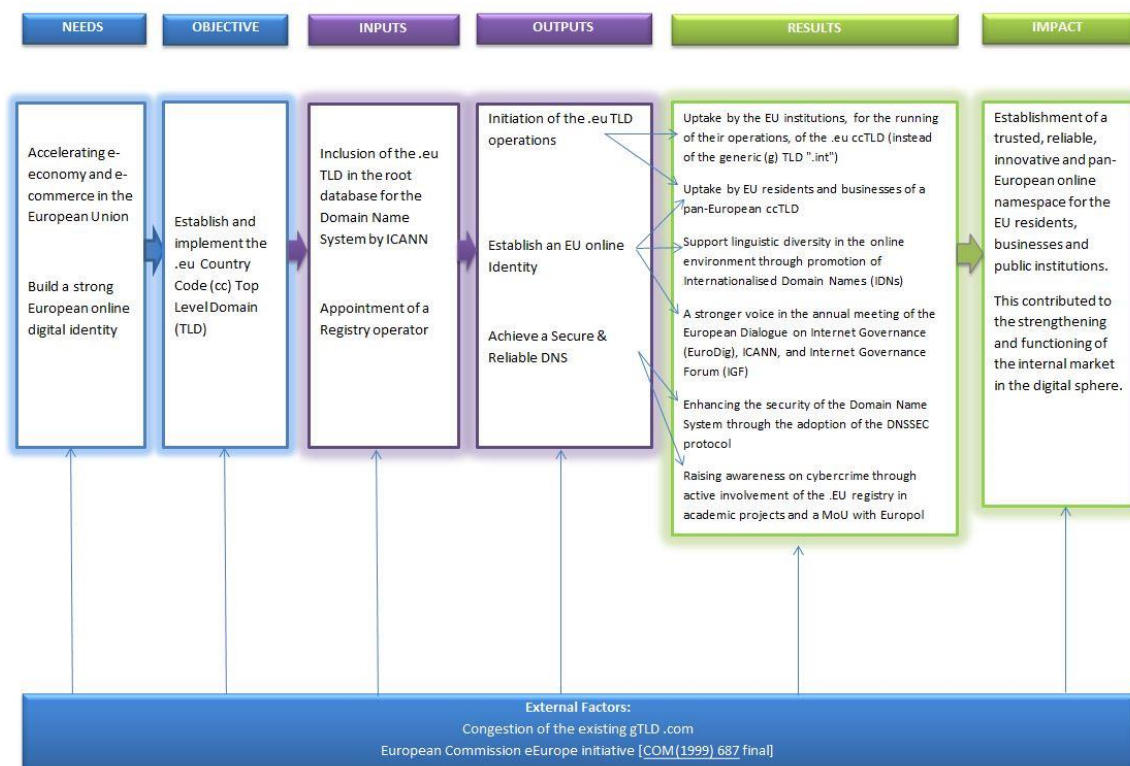 NEEDS
OBJECTIVE
INPUTS
OUTPUTS
RESULTS
IMPACT
Accelerating e-
economy and e-
commerce in the
European Union
Build a strong
European online
digital identity
Establish and
implement the
.eu Country
Code (cc) Top
Level Domain
(TLD)
Inclusion of the .eu
TLD in the root
database for the
Domain Name
System by ICANN
Appointment of a
Registry operator
Initiation of the .eu TLD
operations
Establish an EU online
Identity
Achieve a Secure &
Reliable DNS
Uptake by the EU institutions, for the running
of their operations, of the .eu ccTLD (instead
of the generic (g) TLD ".int")
Uptake by EU residents and businesses of a
pan-European ccTLD
Support linguistic diversity in the online
environment through promotion of
Internationalised Domain Names (IDNs)
A stronger voice in the annual meeting of the
European Dialogue on Internet Governance
(EuroDig), ICANN, and Internet Governance
Forum (IGF)
Enhancing the security of the Domain Name
System through the adoption of the DNSSEC
protocol
Raising awareness on cybercrime through
active involvement of the .EU registry in
academic projects and a MoU with Europol
Establishment of a
trusted, reliable,
innovative and pan-
European online
namespace for the
EU residents,
businesses and
public institutions.
This contributed to
the strengthening
and functioning of
the internal market
in the digital sphere.
External Factors:
Congestion of the existing gTLD .com
European Commission eEurope initiative [COM(1999) 687 final]